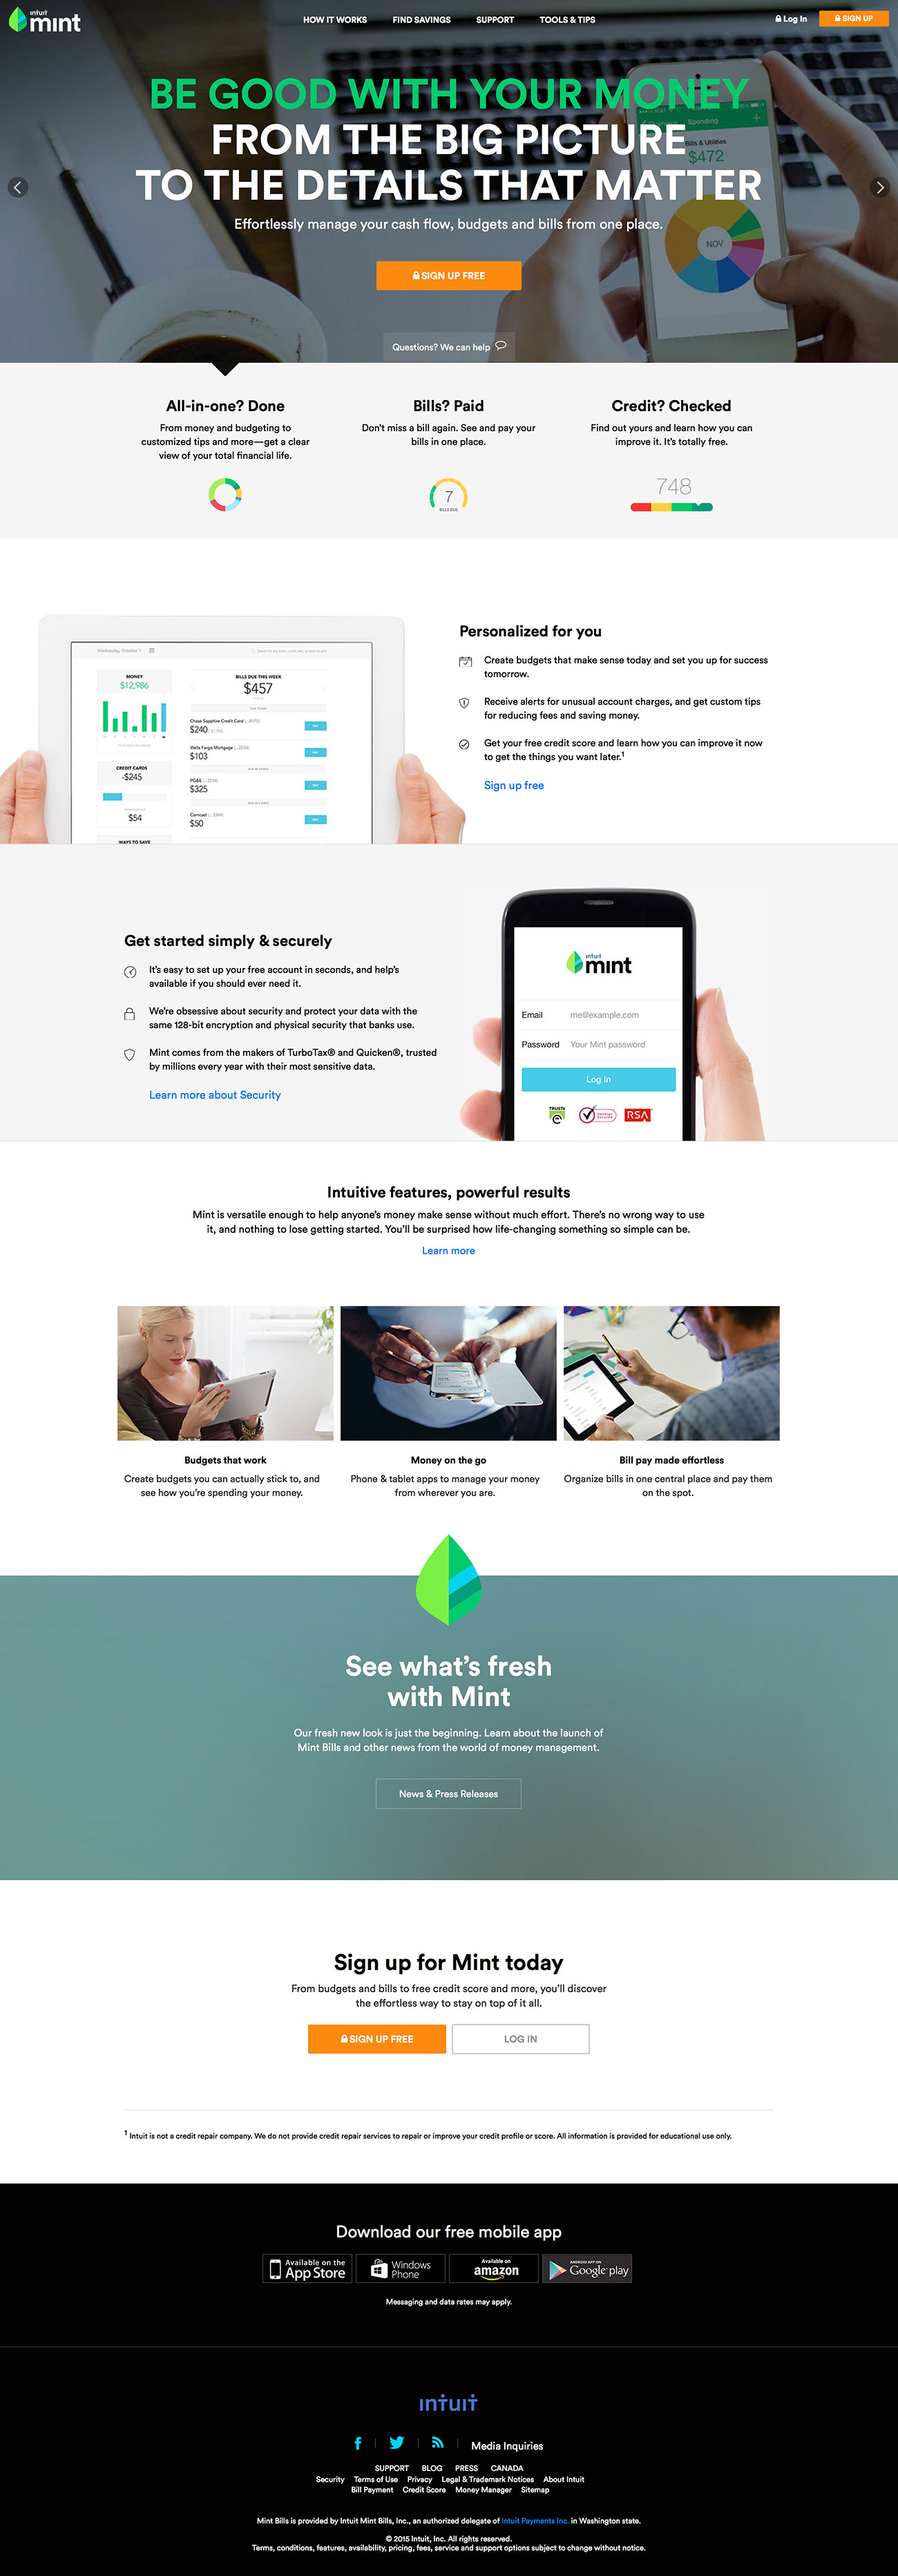 intuit
mint
HOW IT WORKS
FIND SAVINGS
SUPPORT
TOOLS & TIPS
Log In
SIGN UP
BE GOOD WITH YOUR MONEY
FROM THE BIG PICTURE
TO THE DETAILS THAT MATTER
Effortlessly manage your cash flow, budgets and bills from one place.
SIGN UP FREE
Questions? We can help
Spending
Bills & Utilities
$472
NOV
All-in-one? Done
From money and budgeting to
customized tips and more—get a clear
view of your total financial life.
Bills? Paid
Don't miss a bill again. See and pay your
bills in one place.
7
BILLS DUE
Credit? Checked
Find out yours and learn how you can
improve it. It's totally free.
748
Wednesday, October 1
MONEY
$12,986
CREDIT CARDS
-$245
$54
WAYS TO SAVE
BILLS DUE THIS WEEK
$457
Chase Sapphire Credit Card
$240
Wells Fargo Mortgage
$103
PG&E
$325
Comcast
$50
Personalized for you
Create budgets that make sense today and set you up for success
tomorrow.
Receive alerts for unusual account charges, and get custom tips
for reducing fees and saving money.
Get your free credit score and learn how you can improve it now
to get the things you want later.1
Sign up free
Get started simply & securely
It's easy to set up your free account in seconds, and help's
available if you should ever need it.
We're obsessive about security and protect your data with the
same 128-bit encryption and physical security that banks use.
Mint comes from the makers of TurboTax® and Quicken®, trusted
by millions every year with their most sensitive data.
Learn more about Security
intuit
mint
Email me@example.com
Password Your Mint password
Log In
TRUSTe
RSA
Intuitive features, powerful results
Mint is versatile enough to help anyone's money make sense without much effort. There's no wrong way to use
it, and nothing to lose getting started. You'll be surprised how life-changing something so simple can be.
Learn more
Budgets that work
Create budgets you can actually stick to, and
see how you're spending your money.
Money on the go
Phone & tablet apps to manage your money
from wherever you are.
Bill pay made effortless
Organize bills in one central place and pay them
on the spot.
See what's fresh
with Mint
Our fresh new look is just the beginning. Learn about the launch of
Mint Bills and other news from the world of money management.
News & Press Releases
Sign up for Mint today
From budgets and bills to free credit score and more, you'll discover
the effortless way to stay on top of it all.
SIGN UP FREE
LOG IN
1 Intuit is not a credit repair company. We do not provide credit repair services to repair or improve your credit profile or score. All information is provided for educational use only.
Download our free mobile app
Available on the
App Store
Windows
Phone
Available on
amazon
ANDROID APP ON
Google play
Messaging and data rates may apply.
intuit
Media Inquiries
SUPPORT BLOG PRESS CANADA
Security Terms of Use Privacy Legal & Trademark Notices About Intuit
Bill Payment Credit Score Money Manager Sitemap
Mint Bills is provided by Intuit Mint Bills, Inc., an authorized delegate of Intuit Payments Inc. in Washington state.
© 2015 Intuit, Inc. All rights reserved.
Terms, conditions, features, availability, pricing, fees, service and support options subject to change without notice.